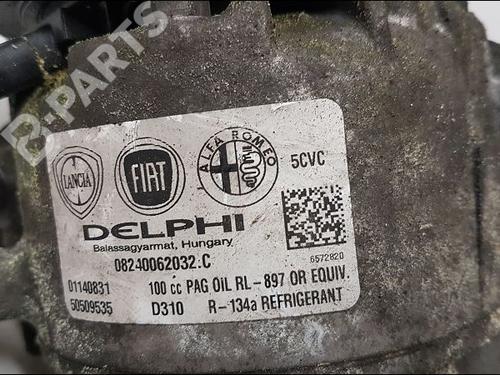 B-PARTS
LANCIA
FIAT
ALFA ROMEO
5CVC
DELPHI
Balassagyarmat, Hungary
08240062032.C
6572820
01140831 100 cc PAG OIL RL-897 OR EQUIV.
50509535 D310 R-134a REFRIGERANT